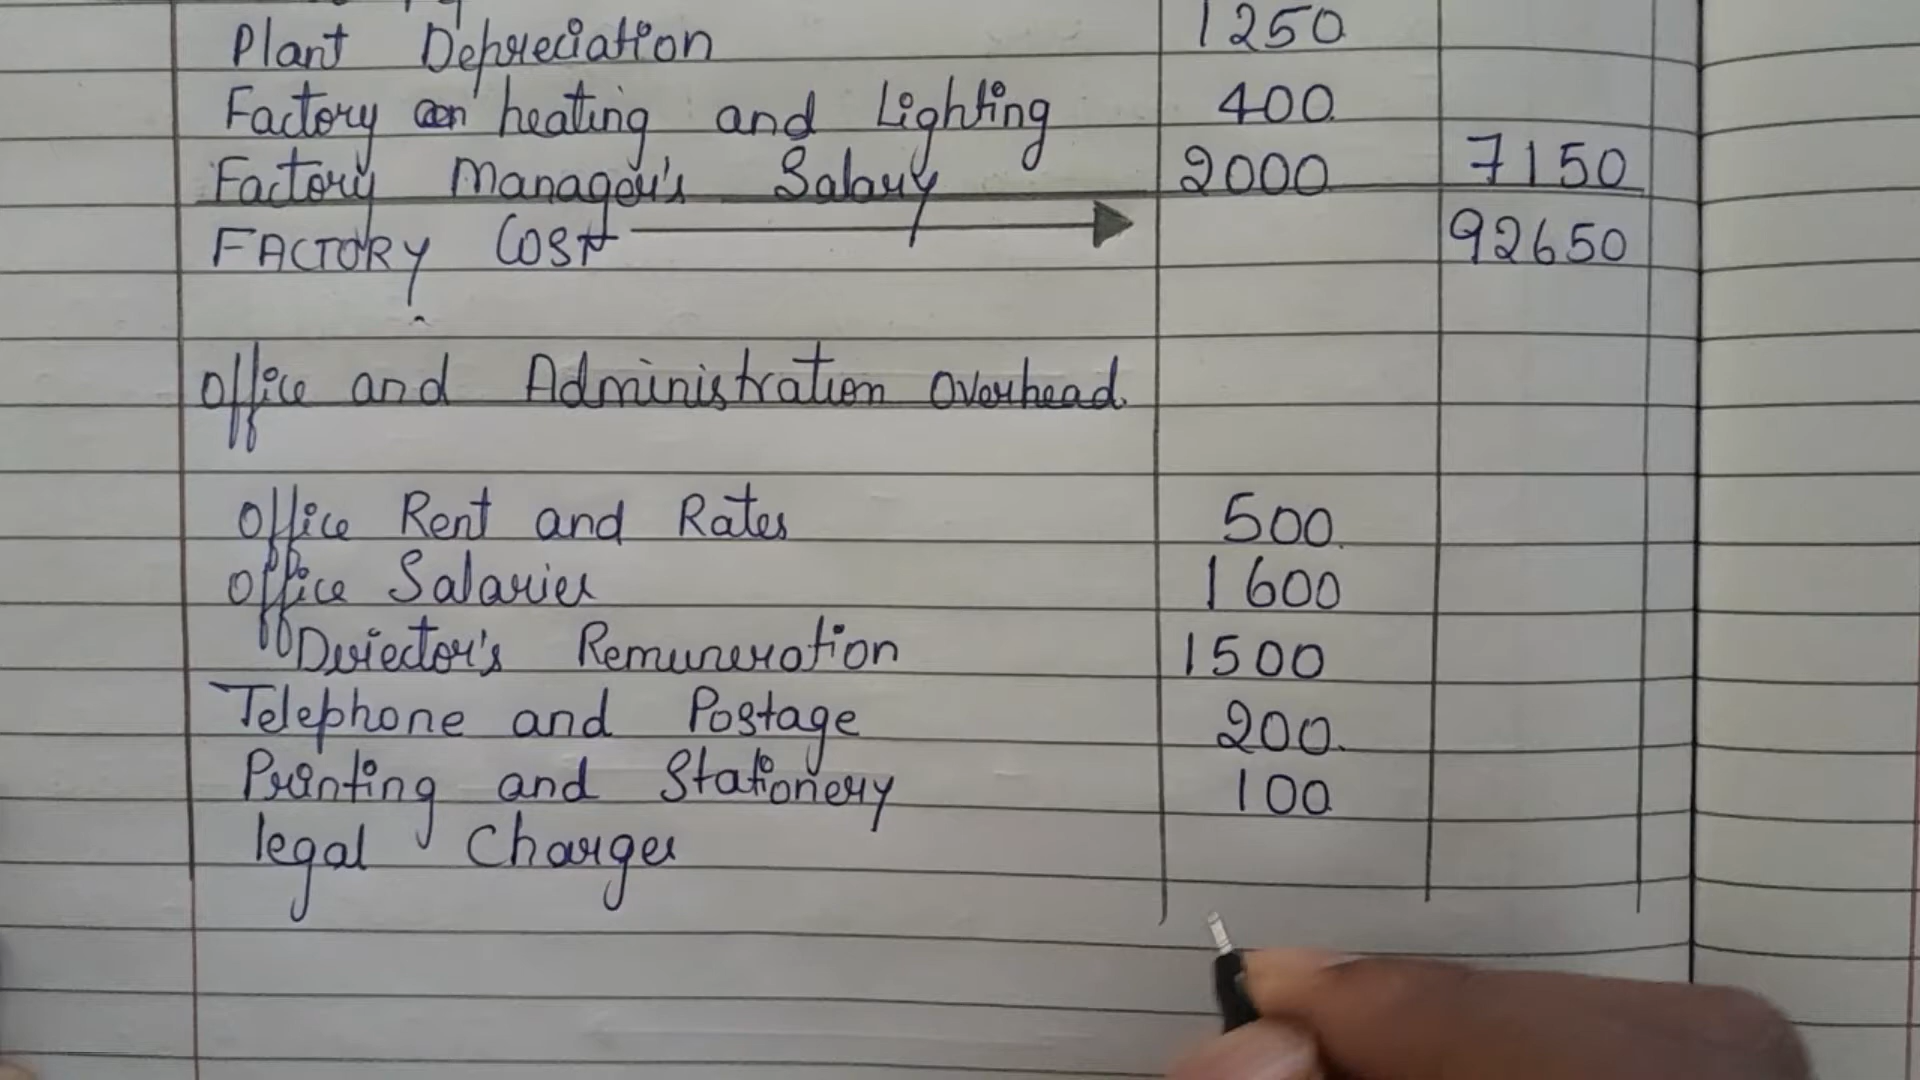 Plant Depreciation 1250
Factory heating and Lighting 400
Factory Manager's Salary 2000 7150
FACTORY COST 92650
Office and Administration Overhead.
Office Rent and Rates 500
Office Salaries 1600
Director's Remuneration 1500
Telephone and Postage 200
Printing and Stationery 100
legal Charges